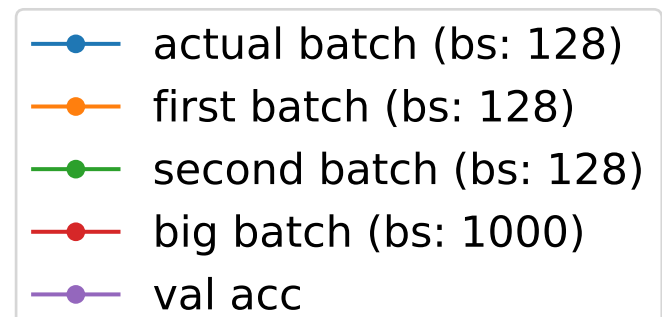 actual batch (bs: 128)
first batch (bs: 128)
second batch (bs: 128)
big batch (bs: 1000)
val acc